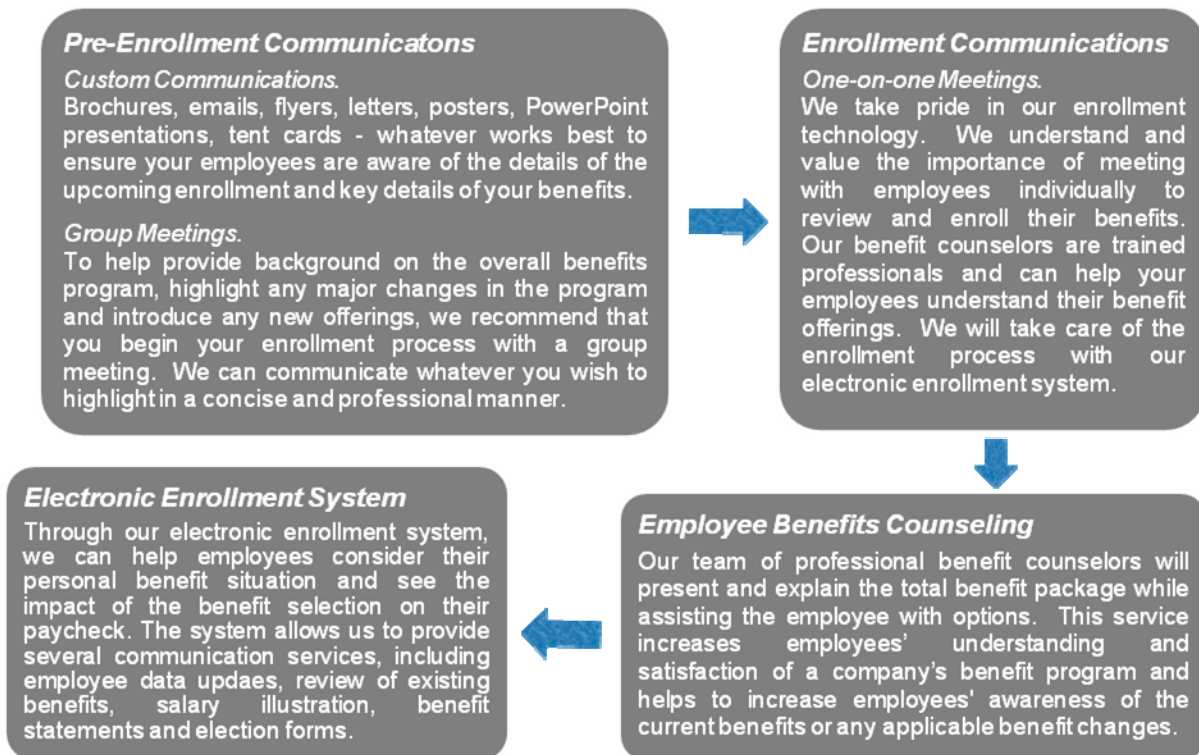 Pre-Enrollment Communicatons
Custom Communications.
Brochures, emails, flyers, letters, posters, PowerPoint
presentations, tent cards - whatever works best to
ensure your employees are aware of the details of the
upcoming enrollment and key details of your benefits.
Group Meetings.
To help provide background on the overall benefits
program, highlight any major changes in the program
and introduce any new offerings, we recommend that
you begin your enrollment process with a group
meeting. We can communicate whatever you wish to
highlight in a concise and professional manner.
Enrollment Communications
One-on-one Meetings.
We take pride in our enrollment
technology. We understand and
value the importance of meeting
with employees individually to
review and enroll their benefits.
Our benefit counselors are trained
professionals and can help your
employees understand their benefit
offerings. We will take care of the
enrollment process with our
electronic enrollment system.
Employee Benefits Counseling
Our team of professional benefit counselors will
present and explain the total benefit package while
assisting the employee with options. This service
increases employees' understanding and
satisfaction of a company's benefit program and
helps to increase employees' awareness of the
current benefits or any applicable benefit changes.
Electronic Enrollment System
Through our electronic enrollment system,
we can help employees consider their
personal benefit situation and see the
impact of the benefit selection on their
paycheck. The system allows us to provide
several communication services, including
employee data updaes, review of existing
benefits, salary illustration, benefit
statements and election forms.